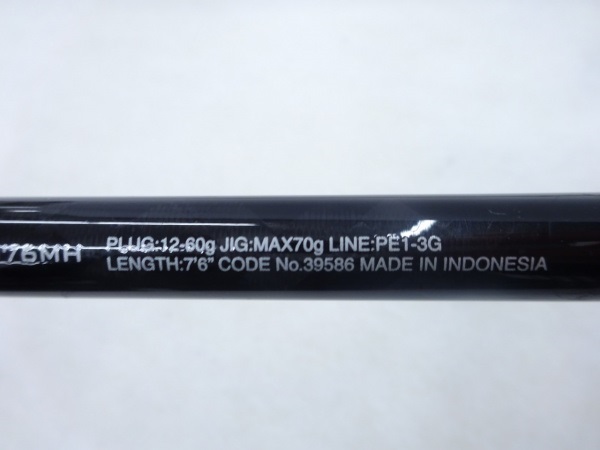 76MH PLUG:12-60g JIG:MAX70g LINE:PE1-3G
LENGTH:7'6" CODE No.39586 MADE IN INDONESIA